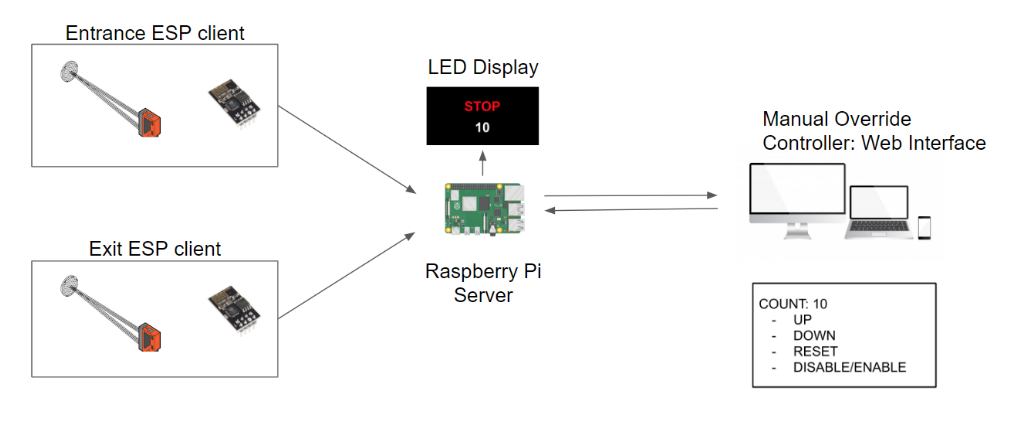 Entrance ESP client
LED Display
STOP
10
Manual Override
Controller: Web Interface
Exit ESP client
Raspberry Pi
Server
COUNT: 10
- UP
- DOWN
- RESET
- DISABLE/ENABLE